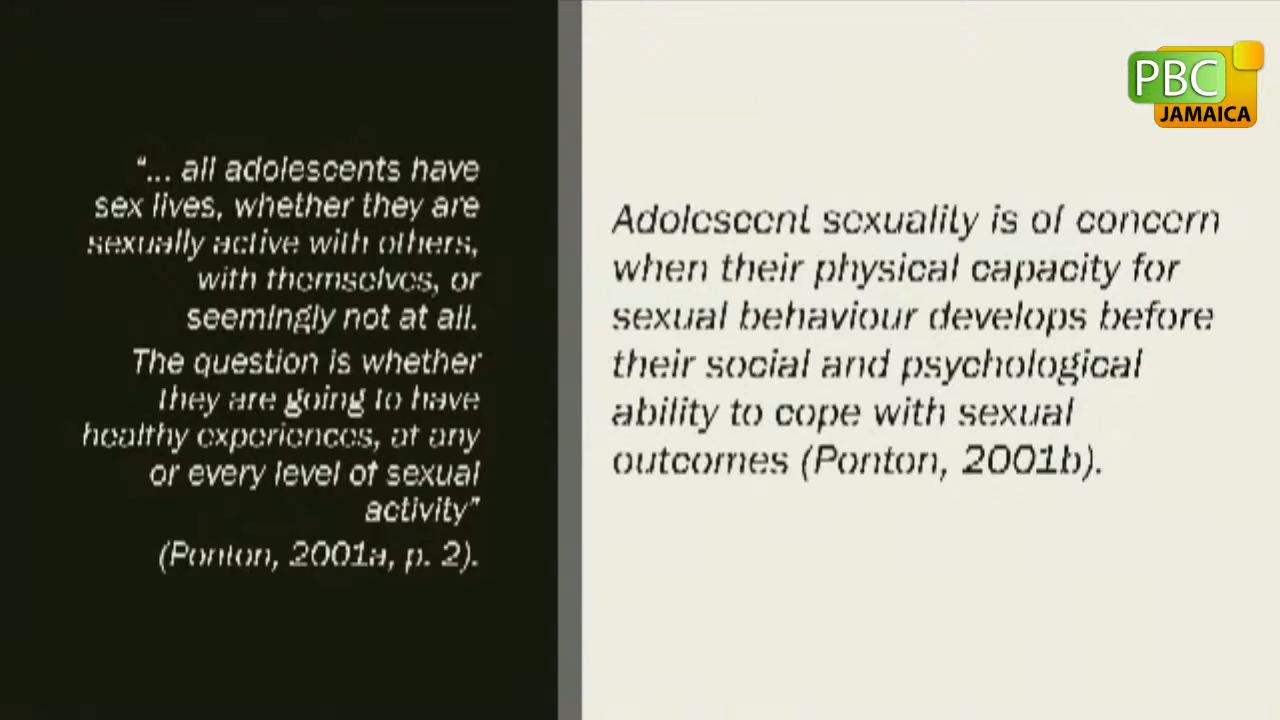 "... all adolescents have
sex lives, whether they are
sexually active with others,
with themselves, or
seemingly not at all.
The question is whether
they are going to have
healthy experiences, at any
or every level of sexual
activity"
(Ponton, 2001a, p. 2).
Adolescent sexuality is of concern
when their physical capacity for
sexual behaviour develops before
their social and psychological
ability to cope with sexual
outcomes (Ponton, 2001b).
PBC
JAMAICA